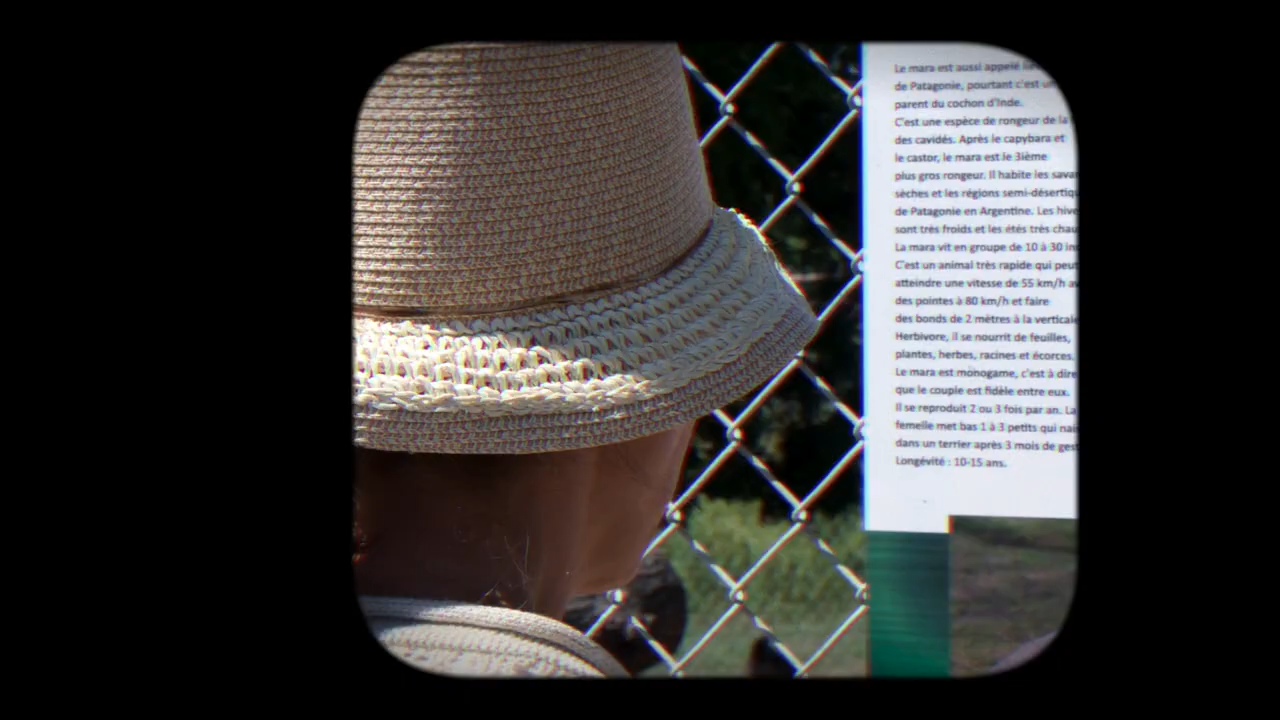 Le mara est aussi appelé
de Patagonie, pourtant c'est un
parent du cochon d'Inde.
C'est une espèce de rongeur de la
des cavidés. Après le capybara et
le castor, le mara est le 3ième
plus gros rongeur. Il habite les
sèches et les régions
de Patagonie en Argentine. Les
sont très froids et les étés très
La mara vit en groupe de 10 à 30
C'est un animal très rapide qui peut
atteindre une vitesse de 55 km/h
des pointes à 80 km/h et faire
des bonds de 2 mètres à la verticale
Herbivore, il se nourrit de feuilles,
plantes, herbes, racines et écorces.
Le mara est monogame, c'est à dire
que le couple est fidèle entre eux.
Il se reproduit 2 ou 3 fois par an. La
femelle met bas 1 à 3 petits qui
dans un terrier après 3 mois de
Longévité : 10-15 ans.